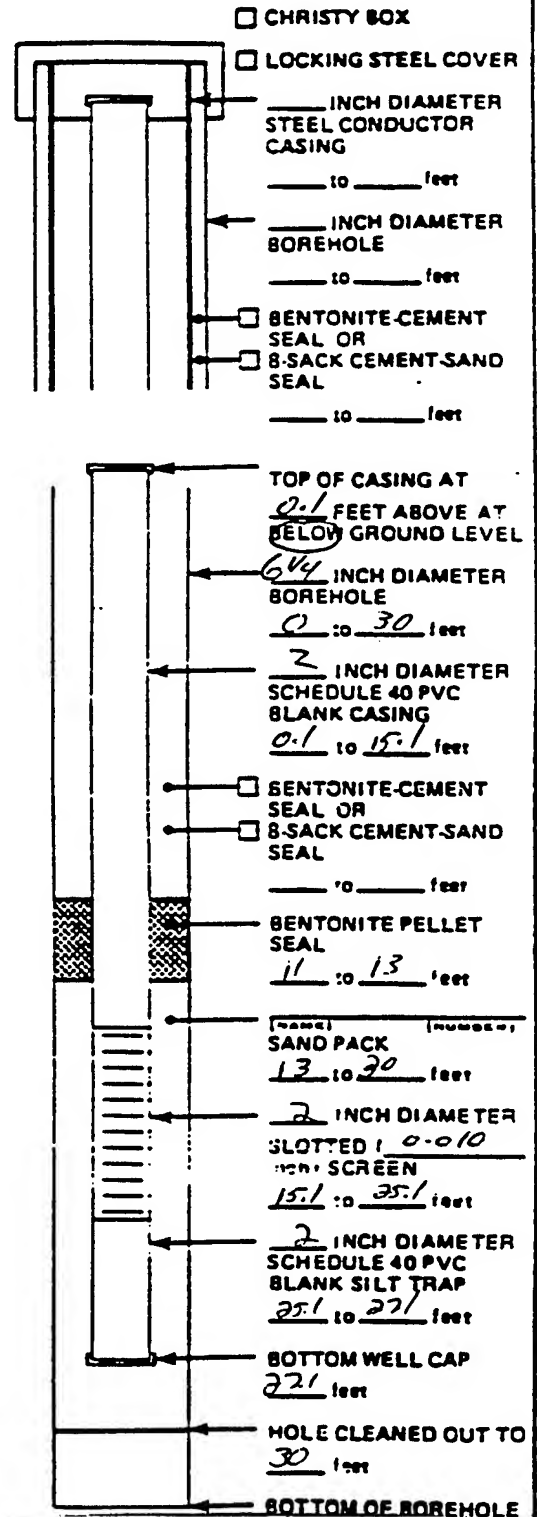 CHRISTY BOX
LOCKING STEEL COVER
INCH DIAMETER
STEEL CONDUCTOR
CASING
to feet
INCH DIAMETER
BOREHOLE
to feet
BENTONITE-CEMENT
SEAL OR
8-SACK CEMENT-SAND
SEAL
to feet
TOP OF CASING AT
0.1 FEET ABOVE AT
BELOW GROUND LEVEL
6 1/4 INCH DIAMETER
BOREHOLE
0 to 30 feet
2 INCH DIAMETER
SCHEDULE 40 PVC
BLANK CASING
0.1 to 15.1 feet
BENTONITE-CEMENT
SEAL OR
8-SACK CEMENT-SAND
SEAL
to feet
BENTONITE PELLET
SEAL
11 to 13 feet
(NAME) (NUMBER)
SAND PACK
13 to 30 feet
2 INCH DIAMETER
SLOTTED ( 0.010
inch) SCREEN
15.1 to 25.1 feet
2 INCH DIAMETER
SCHEDULE 40 PVC
BLANK SILT TRAP
25.1 to feet
BOTTOM WELL CAP
feet
HOLE CLEANED OUT TO
30 feet
BOTTOM OF BOREHOLE